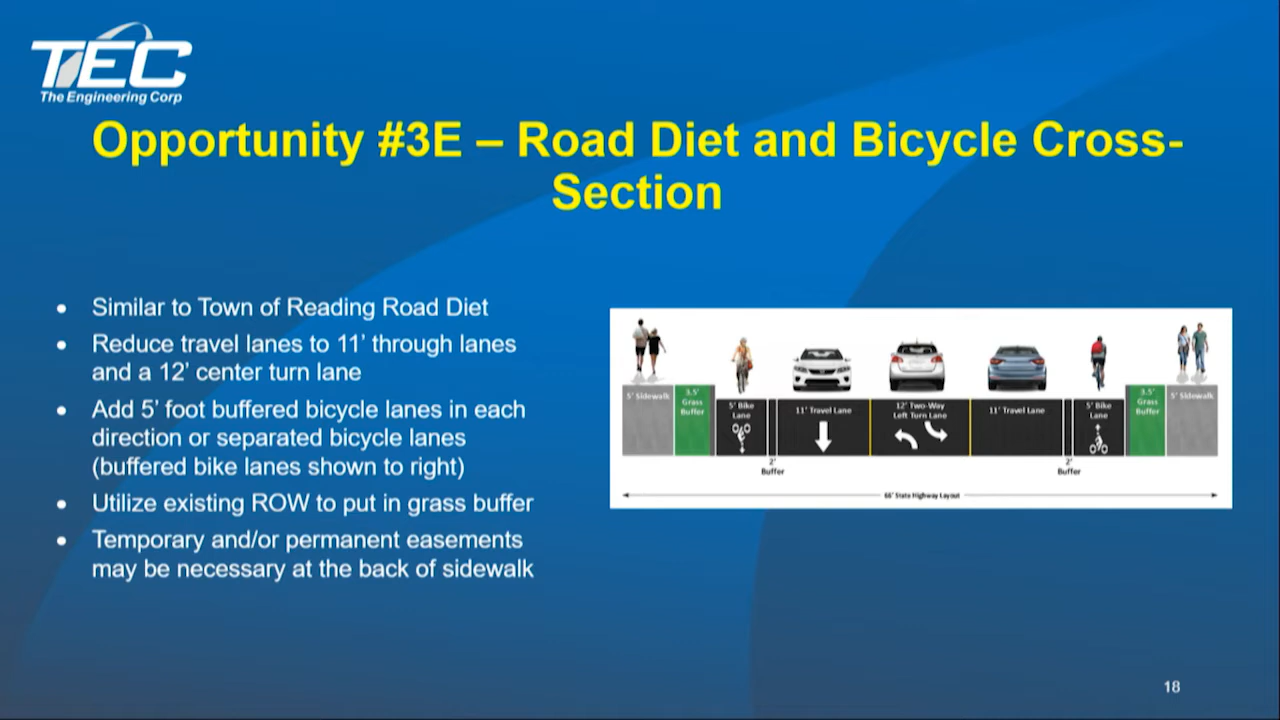 TEC
The Engineering Corp
Opportunity #3E – Road Diet and Bicycle Cross-
Section
• Similar to Town of Reading Road Diet
• Reduce travel lanes to 11’ through lanes
and a 12’ center turn lane
• Add 5’ foot buffered bicycle lanes in each
direction or separated bicycle lanes
(buffered bike lanes shown to right)
• Utilize existing ROW to put in grass buffer
• Temporary and/or permanent easements
may be necessary at the back of sidewalk
5' Sidewalk
3.5'
Grass
Buffer
5' Bike
Lane
2'
Buffer
11' Travel Lane
12' Two-Way
Left Turn Lane
11' Travel Lane
2'
Buffer
5' Bike
Lane
3.5'
Grass
Buffer
5' Sidewalk
66' State Highway Layout
18